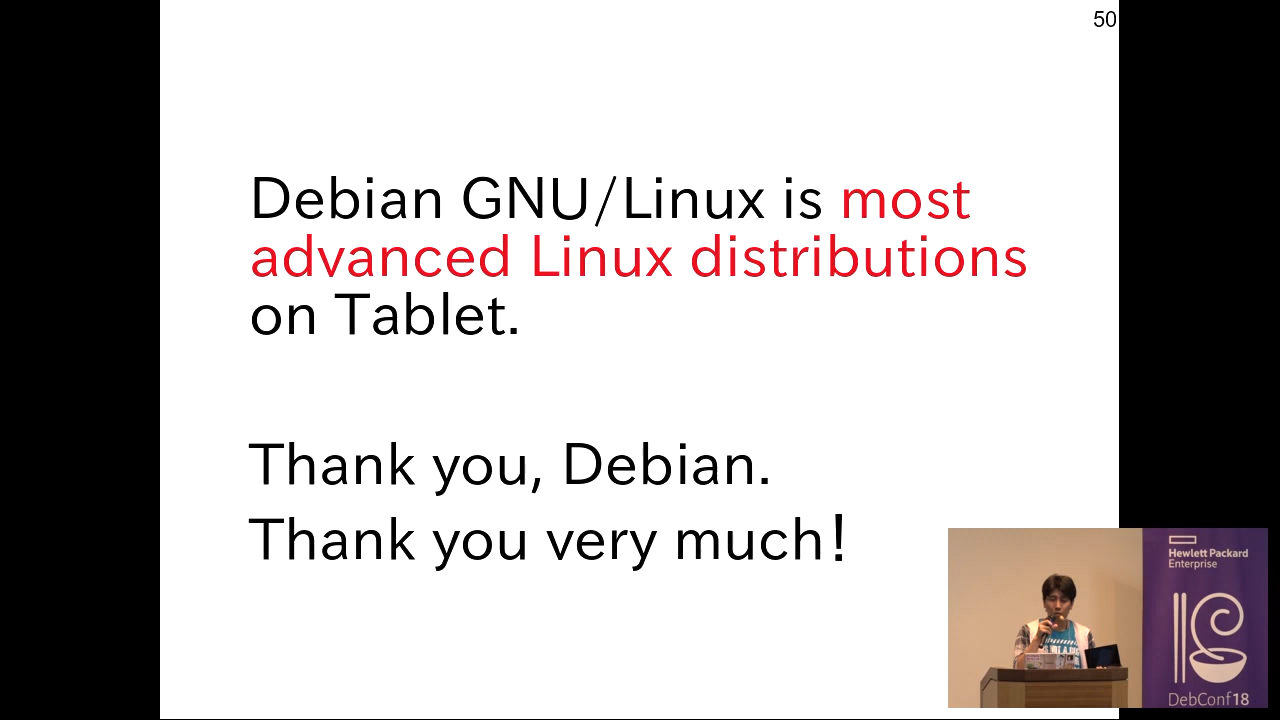 50
Debian GNU/Linux is most
advanced Linux distributions
on Tablet.
Thank you, Debian.
Thank you very much!
Hewlett Packard
Enterprise
DebConf18